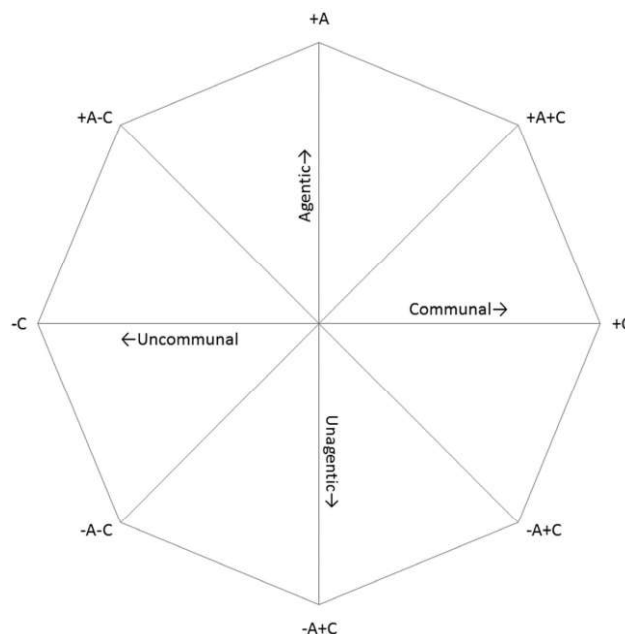 +A
+A-C
+A+C
Agentic→
Communal→
-C
+C
←Uncommunal
Unagentic→
-A-C
-A+C
-A+C